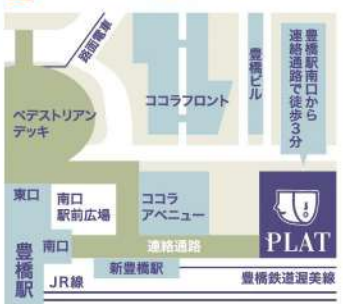 路面電車
ペデストリアン
デッキ
ココラフロント
豊橋ビル
豊橋駅南口から
連絡通路で徒歩3分
東口
南口
駅前広場
ココラ
アベニュー
PLAT
南口
連絡通路
豊橋駅
新豊橋駅
JR線
豊橋鉄道渥美線